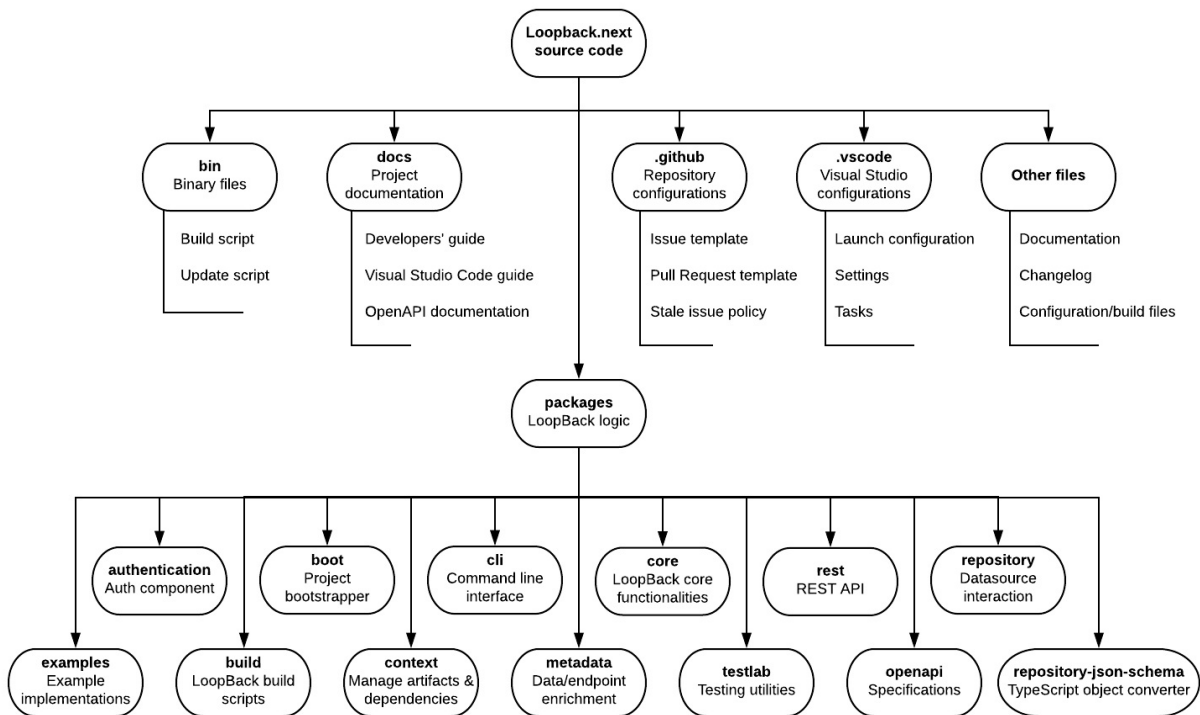 Loopback.next
source code
bin
Binary files
docs
Project
documentation
.github
Repository
configurations
.vscode
Visual Studio
configurations
Other files
Build script
Update script
Developers' guide
Visual Studio Code guide
OpenAPI documentation
Issue template
Pull Request template
Stale issue policy
Launch configuration
Settings
Tasks
Documentation
Changelog
Configuration/build files
packages
LoopBack logic
authentication
Auth component
boot
Project
bootstrapper
cli
Command line
interface
core
LoopBack core
functionalities
rest
REST API
repository
Datasource
interaction
examples
Example
implementations
build
LoopBack build
scripts
context
Manage artifacts &
dependencies
metadata
Data/endpoint
enrichment
testlab
Testing utilities
openapi
Specifications
repository-json-schema
TypeScript object converter